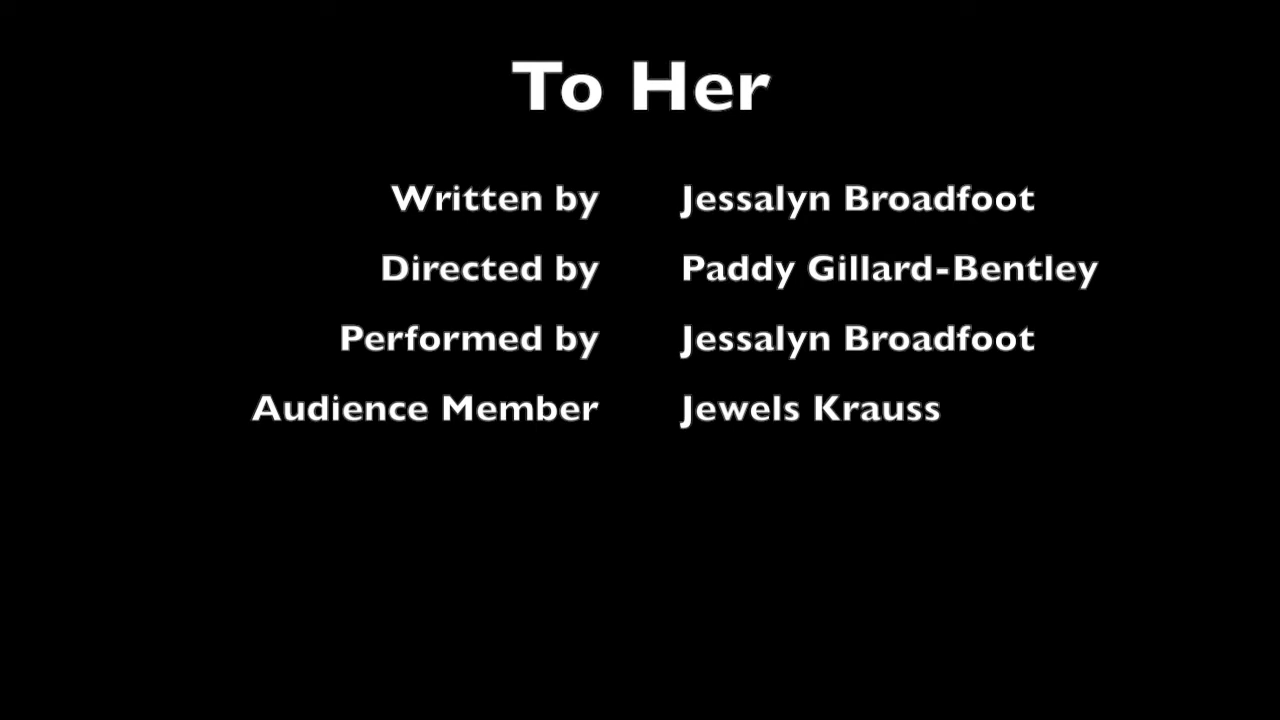 To Her
Written by Jessalyn Broadfoot
Directed by Paddy Gillard-Bentley
Performed by Jessalyn Broadfoot
Audience Member Jewels Krauss